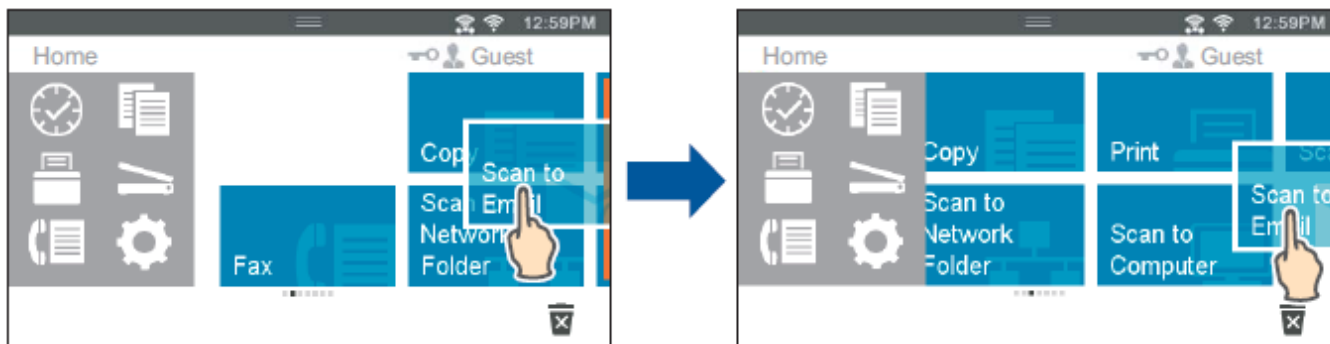 12:59PM
Home
Guest
Copy
Scan to
Email
Scan
Network
Folder
Fax
12:59PM
Home
Guest
Copy
Print
Scan to
Network
Folder
Scan to
Computer
Scan to
Email